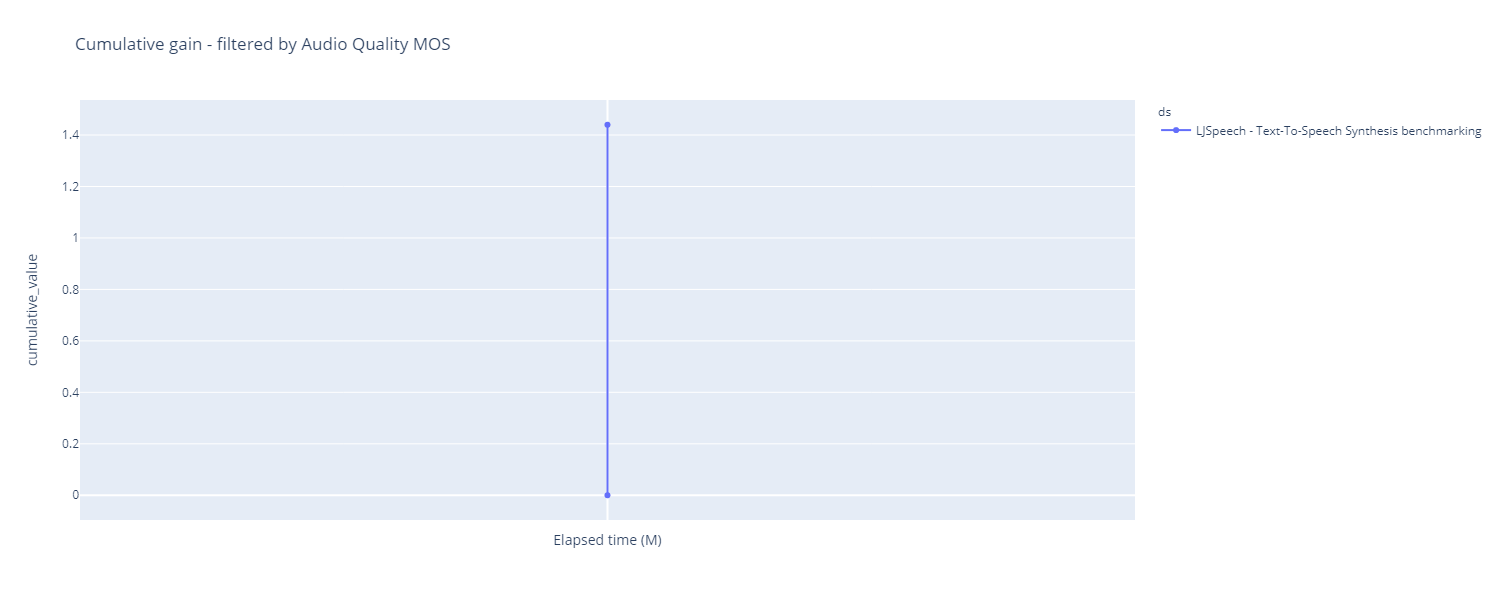 Cumulative gain - filtered by Audio Quality MOS
ds
LJSpeech - Text-To-Speech Synthesis benchmarking
1.4
1.2
1
0.8
0.6
0.4
0.2
0
cumulative_value
Elapsed time (M)